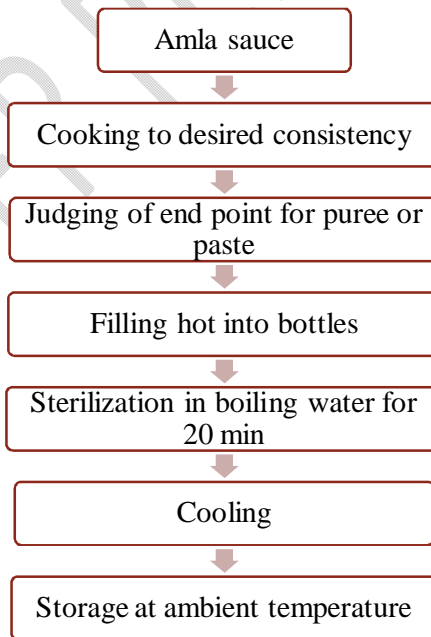 Amla sauce
Cooking to desired consistency
Judging of end point for puree or
paste
Filling hot into bottles
Sterilization in boiling water for
20 min
Cooling
Storage at ambient temperature